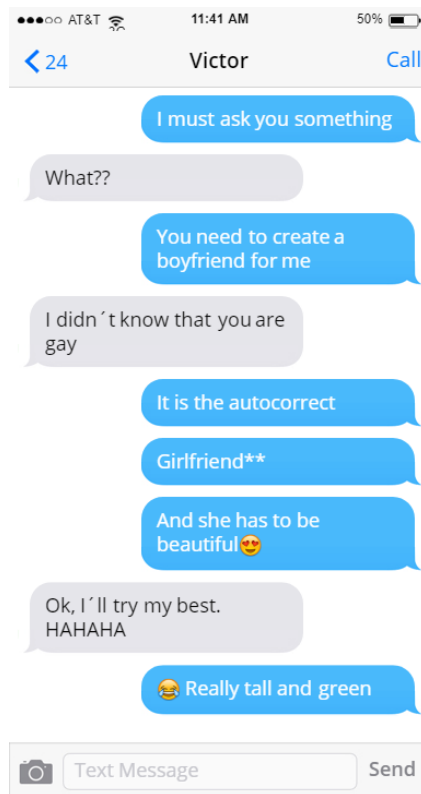 AT&T 11:41 AM 50%
24 Victor Call
I must ask you something
What??
You need to create a
boyfriend for me
I didn´t know that you are
gay
It is the autocorrect
Girlfriend**
And she has to be
beautiful😍
Ok, I´ll try my best.
HAHAHA
😂 Really tall and green
Text Message Send